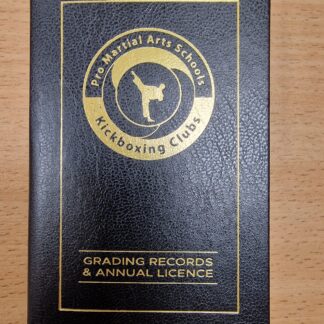 Pro Martial Arts Schools
Kickboxing Clubs
GRADING RECORDS
& ANNUAL LICENCE